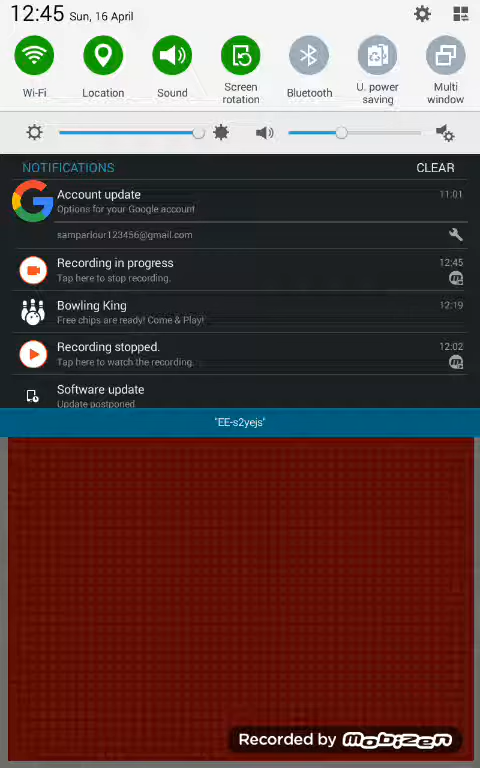 12:45 Sun, 16 April
Wi-Fi
Location
Sound
Screen
rotation
Bluetooth
U. power
saving
Multi
window
NOTIFICATIONS CLEAR
Account update 11:01
Options for your Google account
samparlour123456@gmail.com
Recording in progress 12:45
Tap here to stop recording.
Bowling King 12:19
Free chips are ready! Come & Play!
Recording stopped. 12:02
Tap here to watch the recording.
Software update
Update postponed
"EE-s2yejs"
Recorded by Mobizen